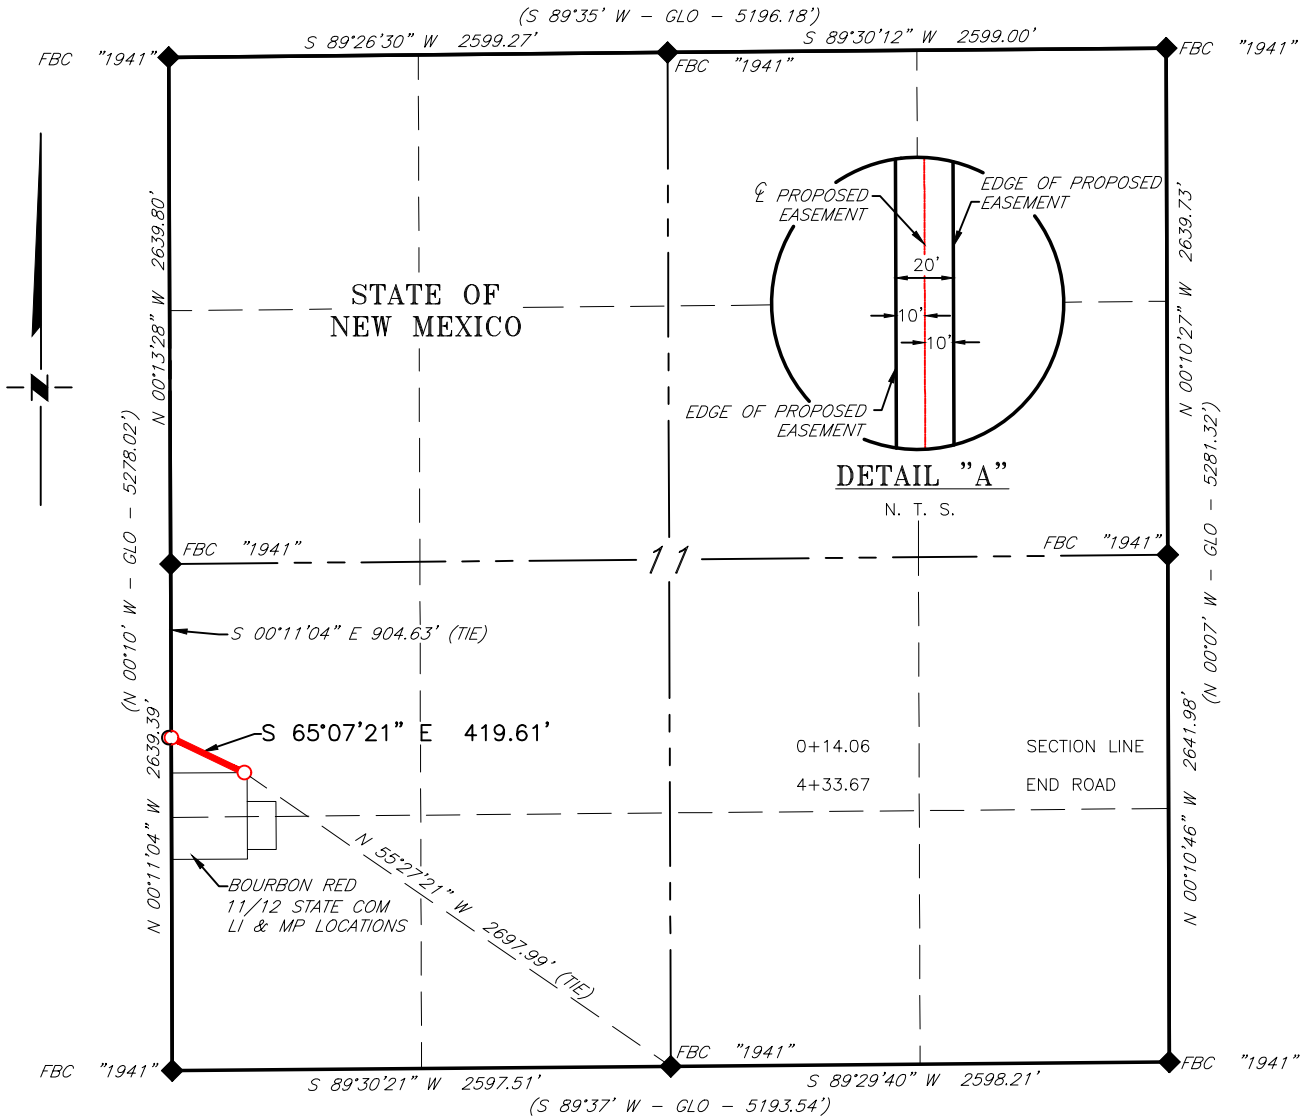 (S 89°35' W - GLO - 5196.18')
S 89°26'30" W 2599.27'
S 89°30'12" W 2599.00'
FBC "1941"
FBC "1941"
FBC "1941"
N 00°13'28" W 2639.80'
N 00°10'27" W 2639.73'
(N 00°10' W - GLO - 5278.02')
(N 00°07' W - GLO - 5281.32')
N
STATE OF
NEW MEXICO
℄ PROPOSED
EASEMENT
EDGE OF PROPOSED
EASEMENT
20'
10'
10'
EDGE OF PROPOSED
EASEMENT
DETAIL "A"
N. T. S.
FBC "1941"
11
FBC "1941"
S 00°11'04" E 904.63' (TIE)
S 65°07'21" E 419.61'
0+14.06 SECTION LINE
4+33.67 END ROAD
N 00°11'04" W 2639.39'
N 00°10'46" W 2641.98'
BOURBON RED
11/12 STATE COM
LI & MP LOCATIONS
N 55°27'21" W 2697.99' (TIE)
FBC "1941"
FBC "1941"
FBC "1941"
S 89°30'21" W 2597.51'
S 89°29'40" W 2598.21'
(S 89°37' W - GLO - 5193.54')